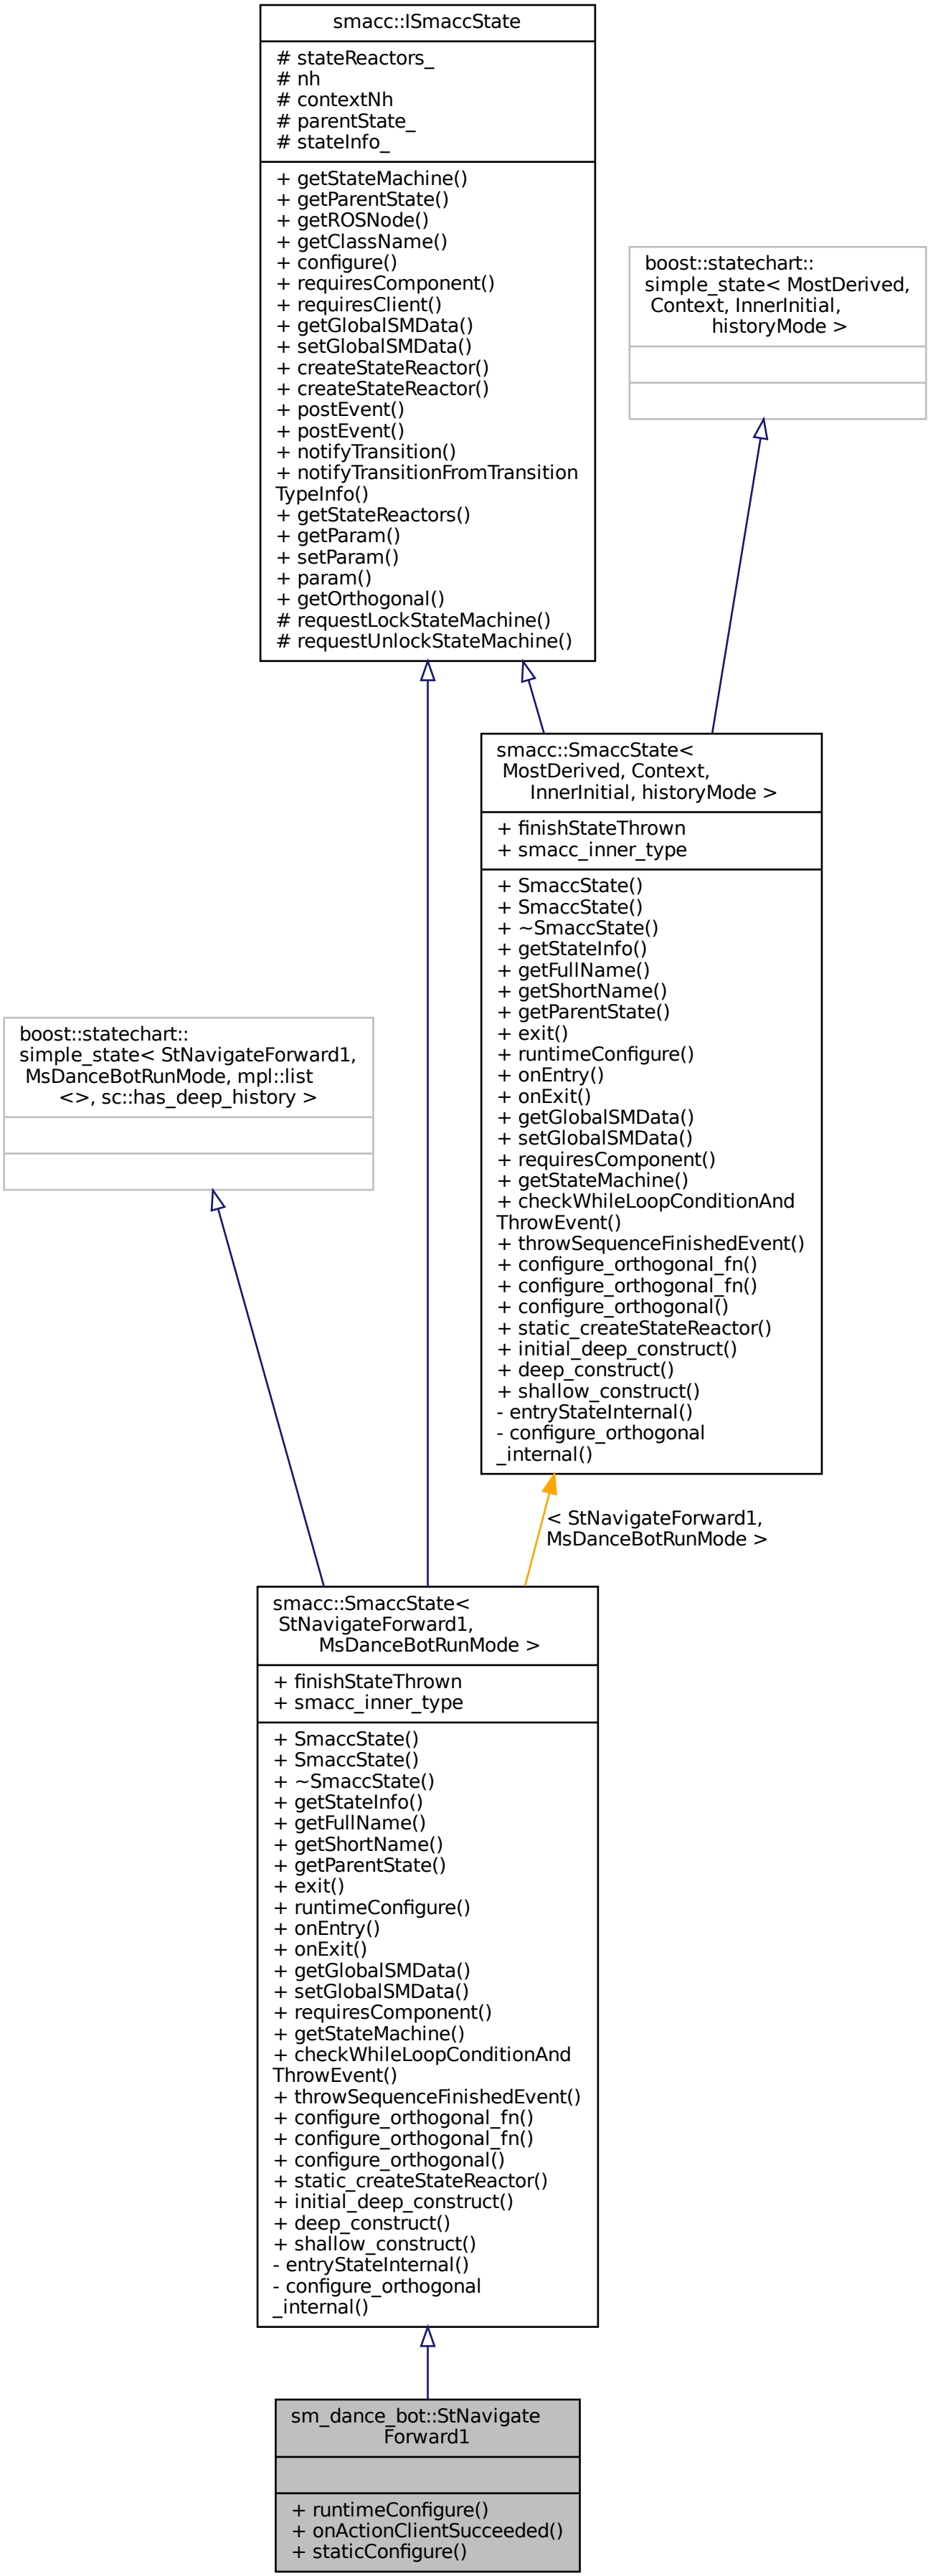 smacc::ISmaccState
# stateReactors_
# nh
# contextNh
# parentState_
# stateInfo_
+ getStateMachine()
+ getParentState()
+ getROSNode()
+ getClassName()
+ configure()
+ requiresComponent()
+ requiresClient()
+ getGlobalSMData()
+ setGlobalSMData()
+ createStateReactor()
+ createStateReactor()
+ postEvent()
+ postEvent()
+ notifyTransition()
+ notifyTransitionFromTransition
TypeInfo()
+ getStateReactors()
+ getParam()
+ setParam()
+ param()
+ getOrthogonal()
# requestLockStateMachine()
# requestUnlockStateMachine()
boost::statechart::
simple_state< MostDerived,
Context, InnerInitial,
historyMode >
smacc::SmaccState<
MostDerived, Context,
InnerInitial, historyMode >
+ finishStateThrown
+ smacc_inner_type
+ SmaccState()
+ SmaccState()
+ ~SmaccState()
+ getStateInfo()
+ getFullName()
+ getShortName()
+ getParentState()
+ exit()
+ runtimeConfigure()
+ onEntry()
+ onExit()
+ getGlobalSMData()
+ setGlobalSMData()
+ requiresComponent()
+ getStateMachine()
+ checkWhileLoopConditionAnd
ThrowEvent()
+ throwSequenceFinishedEvent()
+ configure_orthogonal_fn()
+ configure_orthogonal_fn()
+ configure_orthogonal()
+ static_createStateReactor()
+ initial_deep_construct()
+ deep_construct()
+ shallow_construct()
- entryStateInternal()
- configure_orthogonal
_internal()
boost::statechart::
simple_state< StNavigateForward1,
MsDanceBotRunMode, mpl::list
<>, sc::has_deep_history >
< StNavigateForward1,
MsDanceBotRunMode >
smacc::SmaccState<
StNavigateForward1,
MsDanceBotRunMode >
+ finishStateThrown
+ smacc_inner_type
+ SmaccState()
+ SmaccState()
+ ~SmaccState()
+ getStateInfo()
+ getFullName()
+ getShortName()
+ getParentState()
+ exit()
+ runtimeConfigure()
+ onEntry()
+ onExit()
+ getGlobalSMData()
+ setGlobalSMData()
+ requiresComponent()
+ getStateMachine()
+ checkWhileLoopConditionAnd
ThrowEvent()
+ throwSequenceFinishedEvent()
+ configure_orthogonal_fn()
+ configure_orthogonal_fn()
+ configure_orthogonal()
+ static_createStateReactor()
+ initial_deep_construct()
+ deep_construct()
+ shallow_construct()
- entryStateInternal()
- configure_orthogonal
_internal()
sm_dance_bot::StNavigate
Forward1
+ runtimeConfigure()
+ onActionClientSucceeded()
+ staticConfigure()